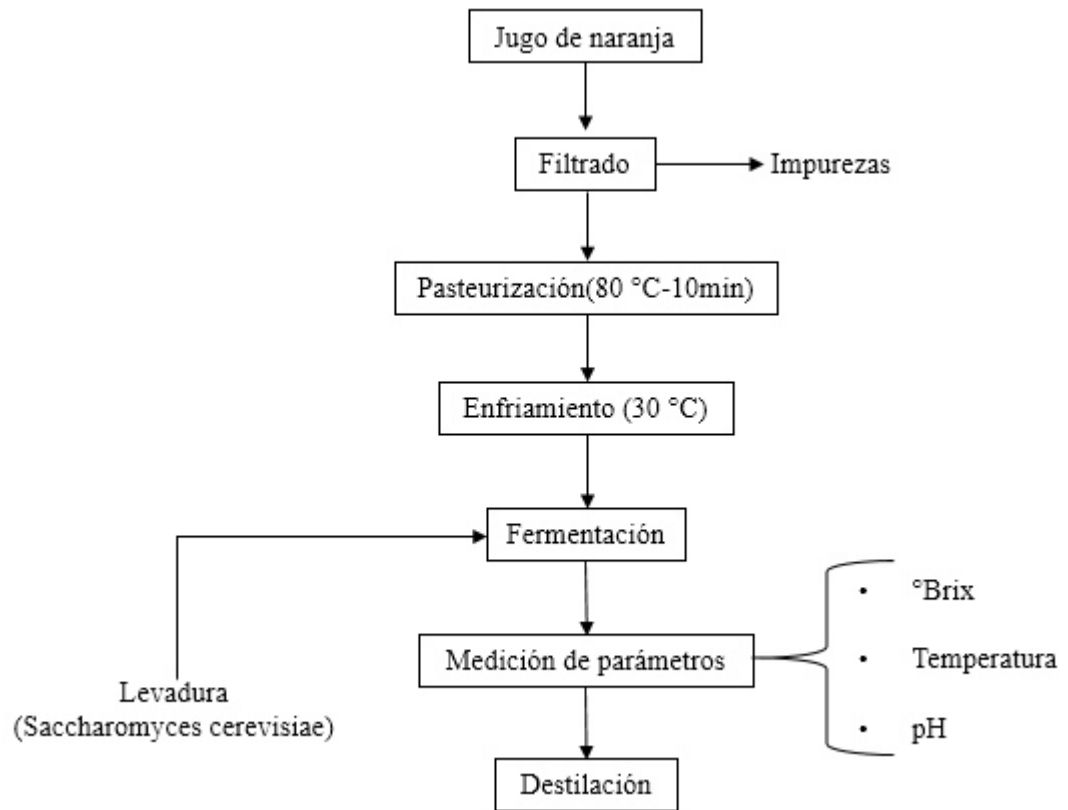 Jugo de naranja
Filtrado
Impurezas
Pasteurización(80 °C-10min)
Enfriamiento (30 °C)
Fermentación
Levadura
(Saccharomyces cerevisiae)
Medición de parámetros
• °Brix
• Temperatura
• pH
Destilación